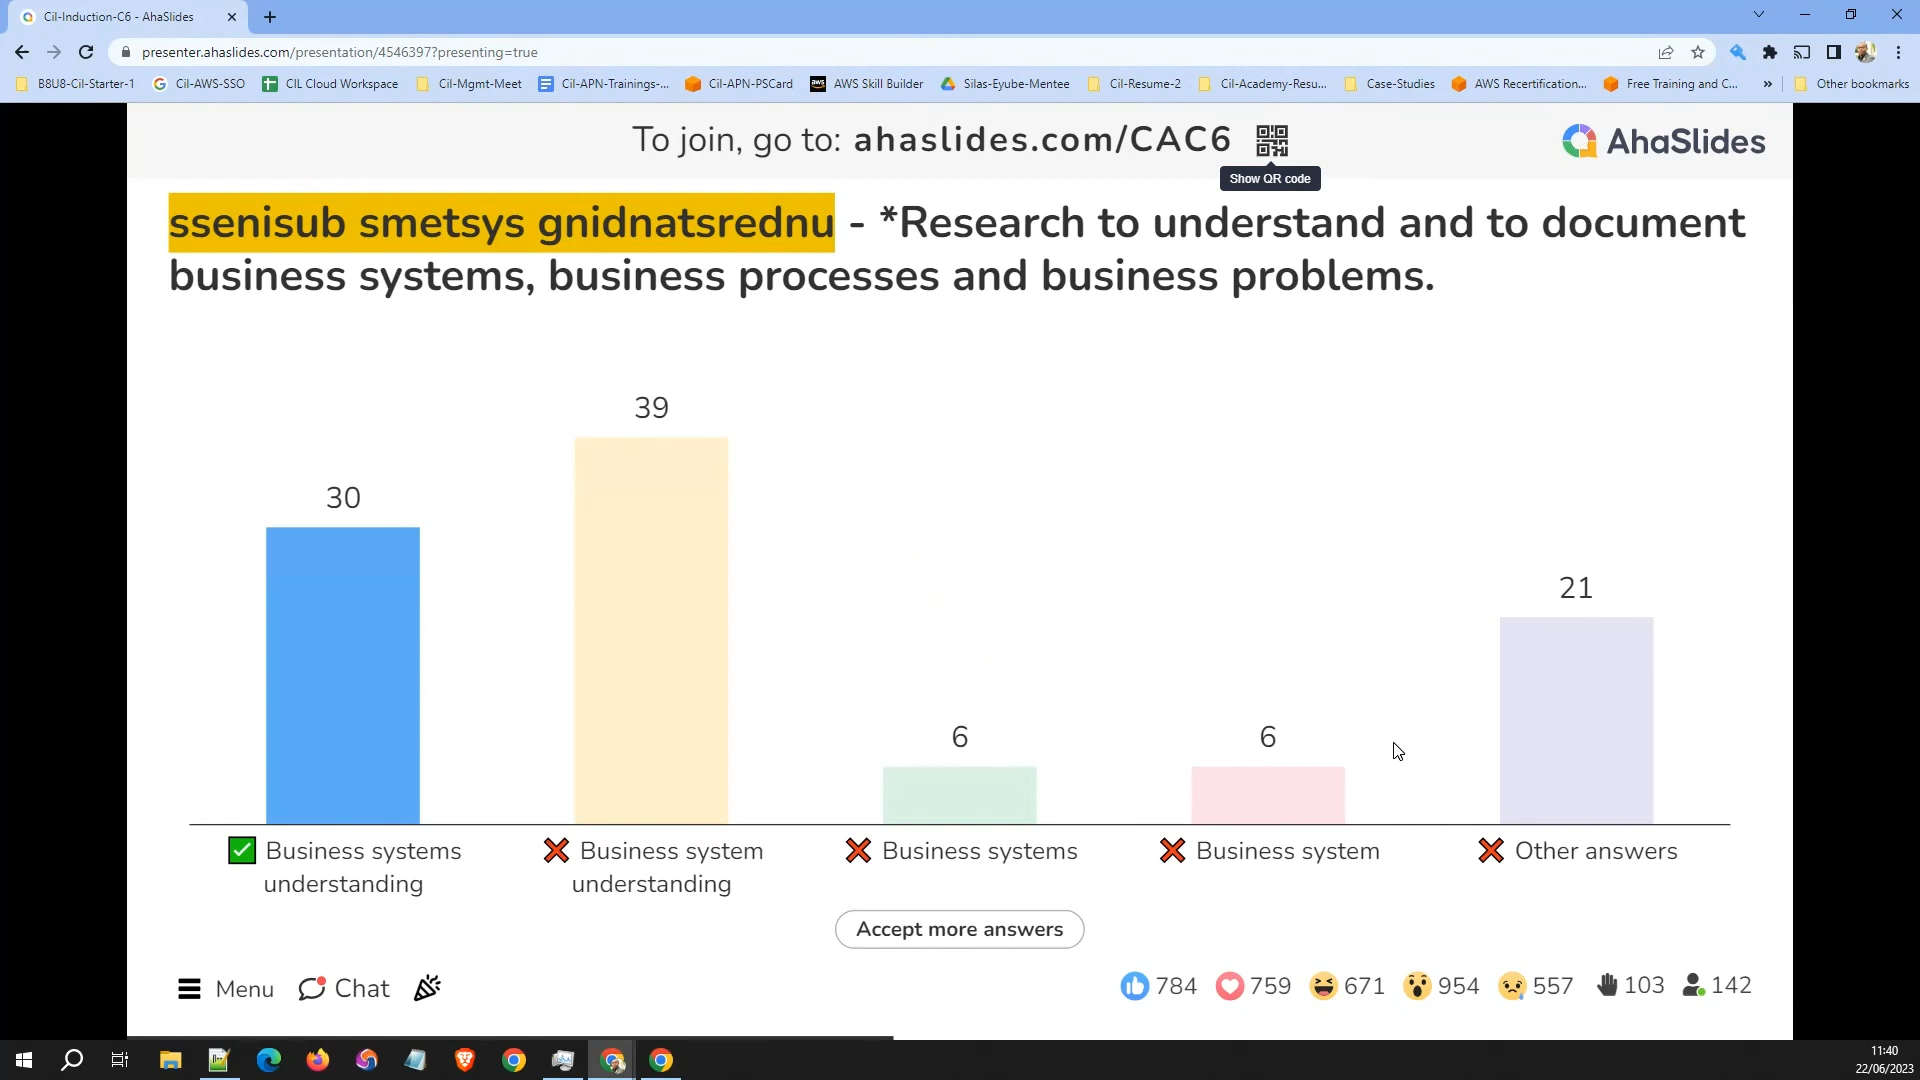 Cil-Induction-C6 - AhaSlides
presenter.ahaslides.com/presentation/4546397?presenting=true
B8U8-Cil-Starter-1 Cil-AWS-SSO CIL Cloud Workspace Cil-Mgmt-Meet Cil-APN-Trainings-... Cil-APN-PSCard aws AWS Skill Builder Silas-Eyube-Mentee Cil-Resume-2 Cil-Academy-Resu... Case-Studies AWS Recertification... Free Training and C... » Other bookmarks
To join, go to: ahaslides.com/CAC6
AhaSlides
Show QR code
ssenisub smetsys gnidnatsrednu - *Research to understand and to document
business systems, business processes and business problems.
39
30
21
6 6
Business systems Business system Business systems Business system Other answers
understanding understanding
Accept more answers
Menu Chat 784 759 671 954 557 103 142
11:40
22/06/2023